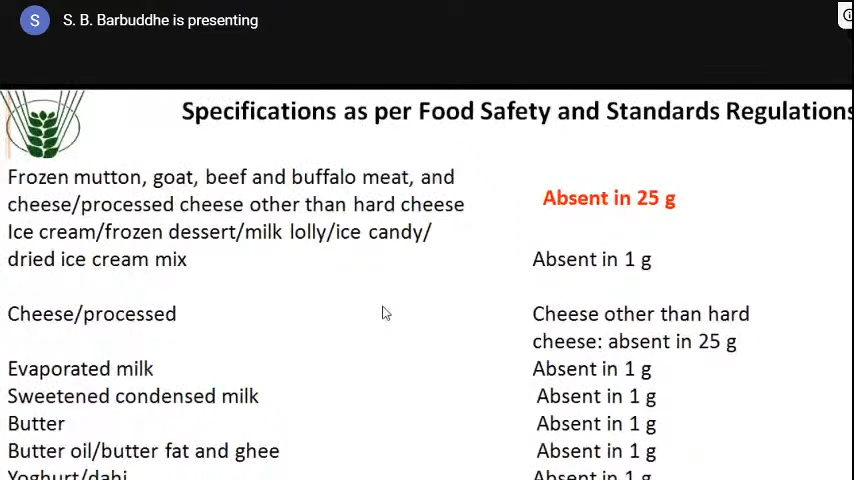 S
S. B. Barbuddhe is presenting
Specifications as per Food Safety and Standards Regulations
Frozen mutton, goat, beef and buffalo meat, and
cheese/processed cheese other than hard cheese
Absent in 25 g
Ice cream/frozen dessert/milk lolly/ice candy/
dried ice cream mix
Absent in 1 g
Cheese/processed
Cheese other than hard
cheese: absent in 25 g
Evaporated milk
Absent in 1 g
Sweetened condensed milk
Absent in 1 g
Butter
Absent in 1 g
Butter oil/butter fat and ghee
Absent in 1 g
Yoghurt/dahi
Absent in 1 g